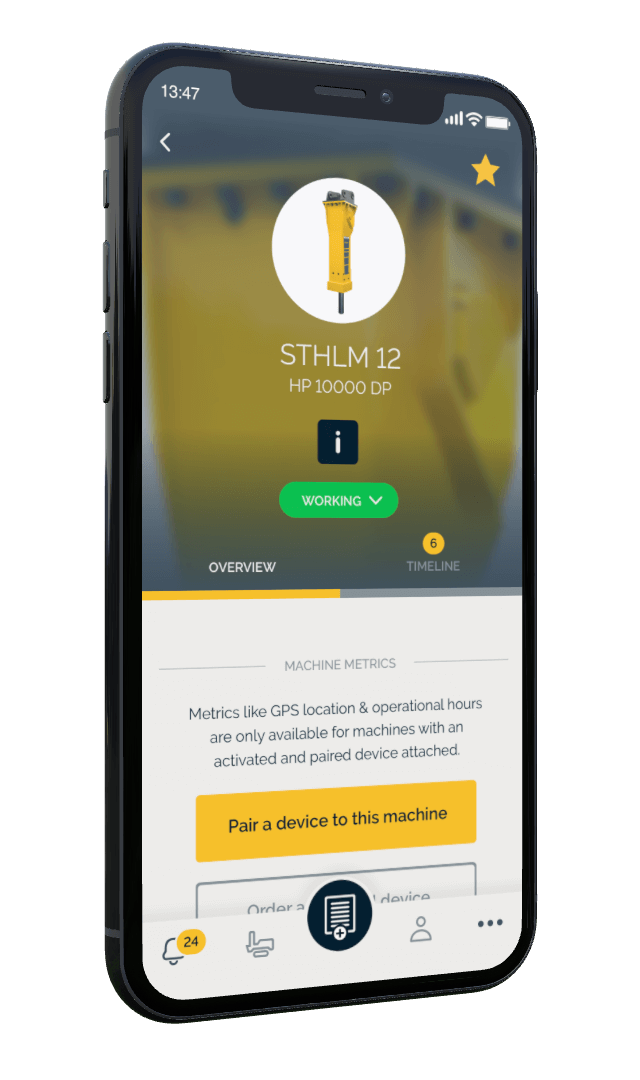 13:47
STHLM 12
HP 10000 DP
i
WORKING
6
OVERVIEW
TIMELINE
MACHINE METRICS
Metrics like GPS location & operational hours
are only available for machines with an
activated and paired device attached.
Pair a device to this machine
Order a device
24